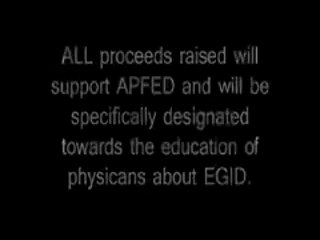 ALL proceeds raised will
support APFED and will be
specifically designated
towards the education of
physicans about EGID.